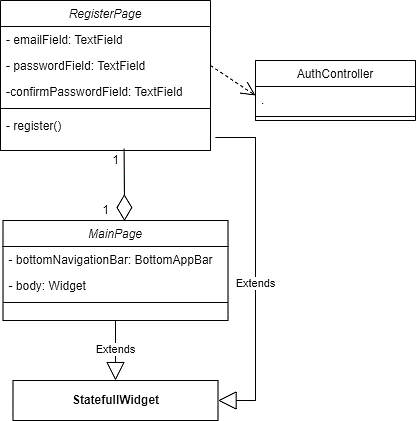 RegisterPage
- emailField: TextField
- passwordField: TextField
-confirmPasswordField: TextField
- register()
AuthController
.
1
1
MainPage
- bottomNavigationBar: BottomAppBar
- body: Widget
Extends
Extends
StatefullWidget